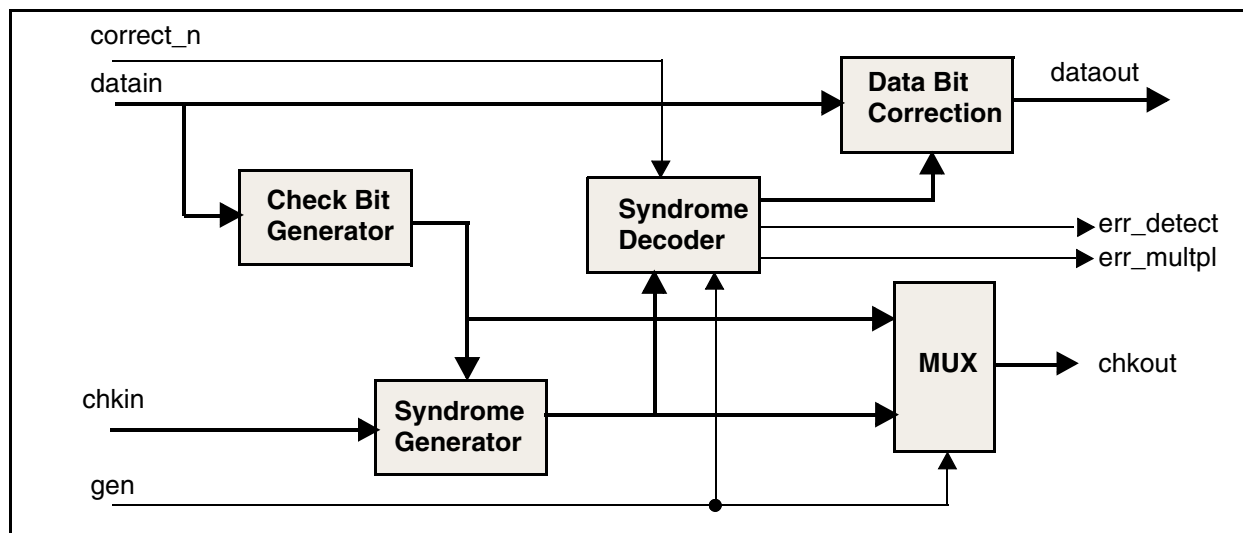 correct_n
datain
Data Bit
Correction
dataout
Check Bit
Generator
Syndrome
Decoder
err_detect
err_multpl
MUX
chkout
chkin
Syndrome
Generator
gen